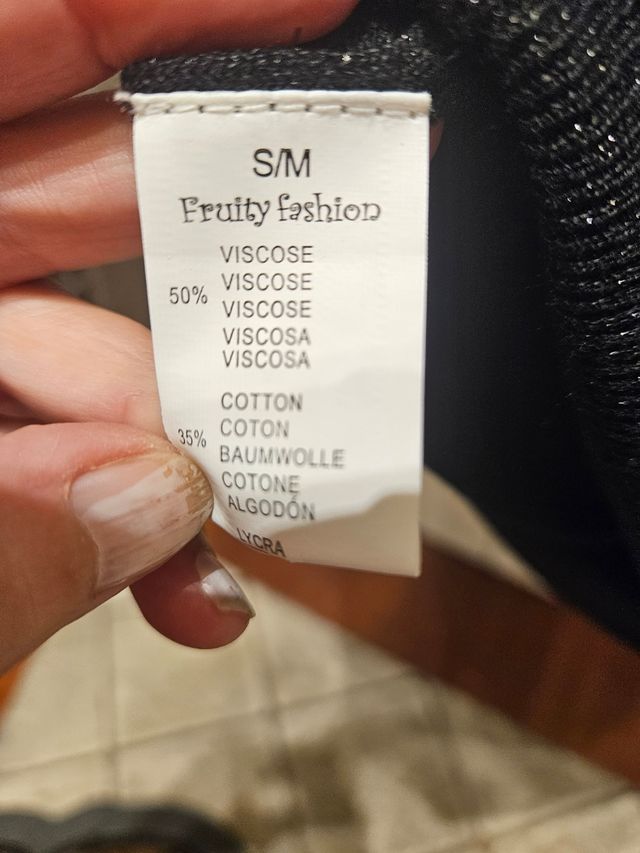 S/M
Fruity fashion
VISCOSE
VISCOSE
50%
VISCOSE
VISCOSA
VISCOSA
COTTON
35%
COTON
BAUMWOLLE
COTONE
ALGODÓN
LYCRA